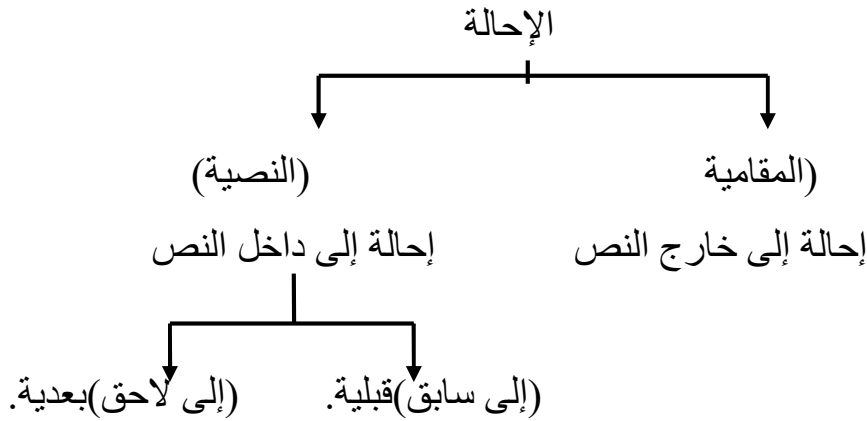 الإحالة
(المقامية
(النصية)
إحالة إلى خارج النص
إحالة إلى داخل النص
(إلى سابق)قبلية.
(إلى لاحق)بعدية.